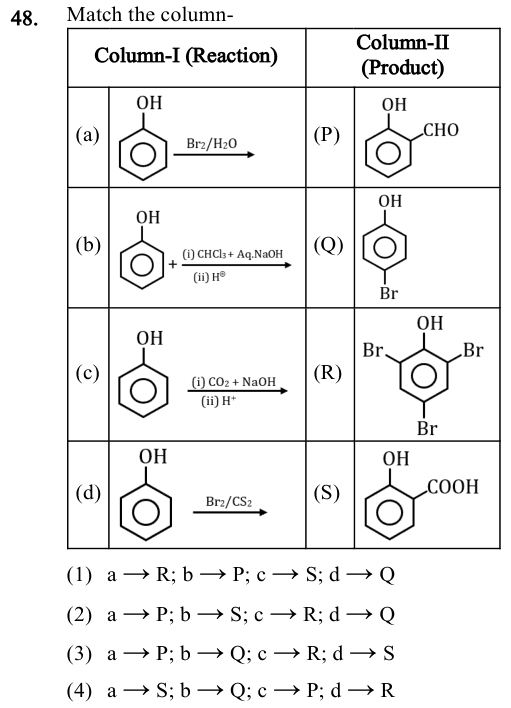 48. Match the column-
Column-I (Reaction) Column-II (Product)
(a) OH Br₂/H₂O (P) OH CHO
(b) OH + (i) CHCl₃ + Aq.NaOH (ii) H⊕ (Q) OH Br
(c) OH (i) CO₂ + NaOH (ii) H⁺ (R) OH Br Br Br
(d) OH Br₂/CS₂ (S) OH COOH
(1) a → R; b → P; c → S; d → Q
(2) a → P; b → S; c → R; d → Q
(3) a → P; b → Q; c → R; d → S
(4) a → S; b → Q; c → P; d → R